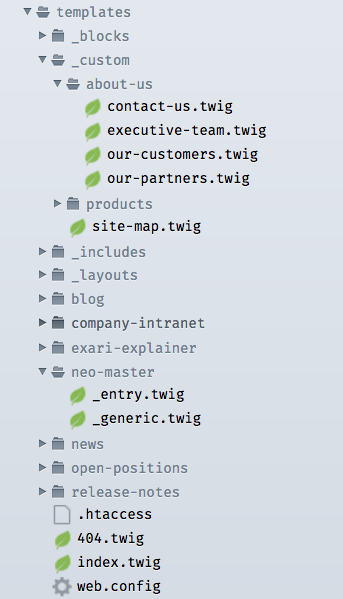 templates
_blocks
_custom
about-us
contact-us.twig
executive-team.twig
our-customers.twig
our-partners.twig
products
site-map.twig
_includes
_layouts
blog
company-intranet
exari-explainer
neo-master
_entry.twig
_generic.twig
news
open-positions
release-notes
.htaccess
404.twig
index.twig
web.config